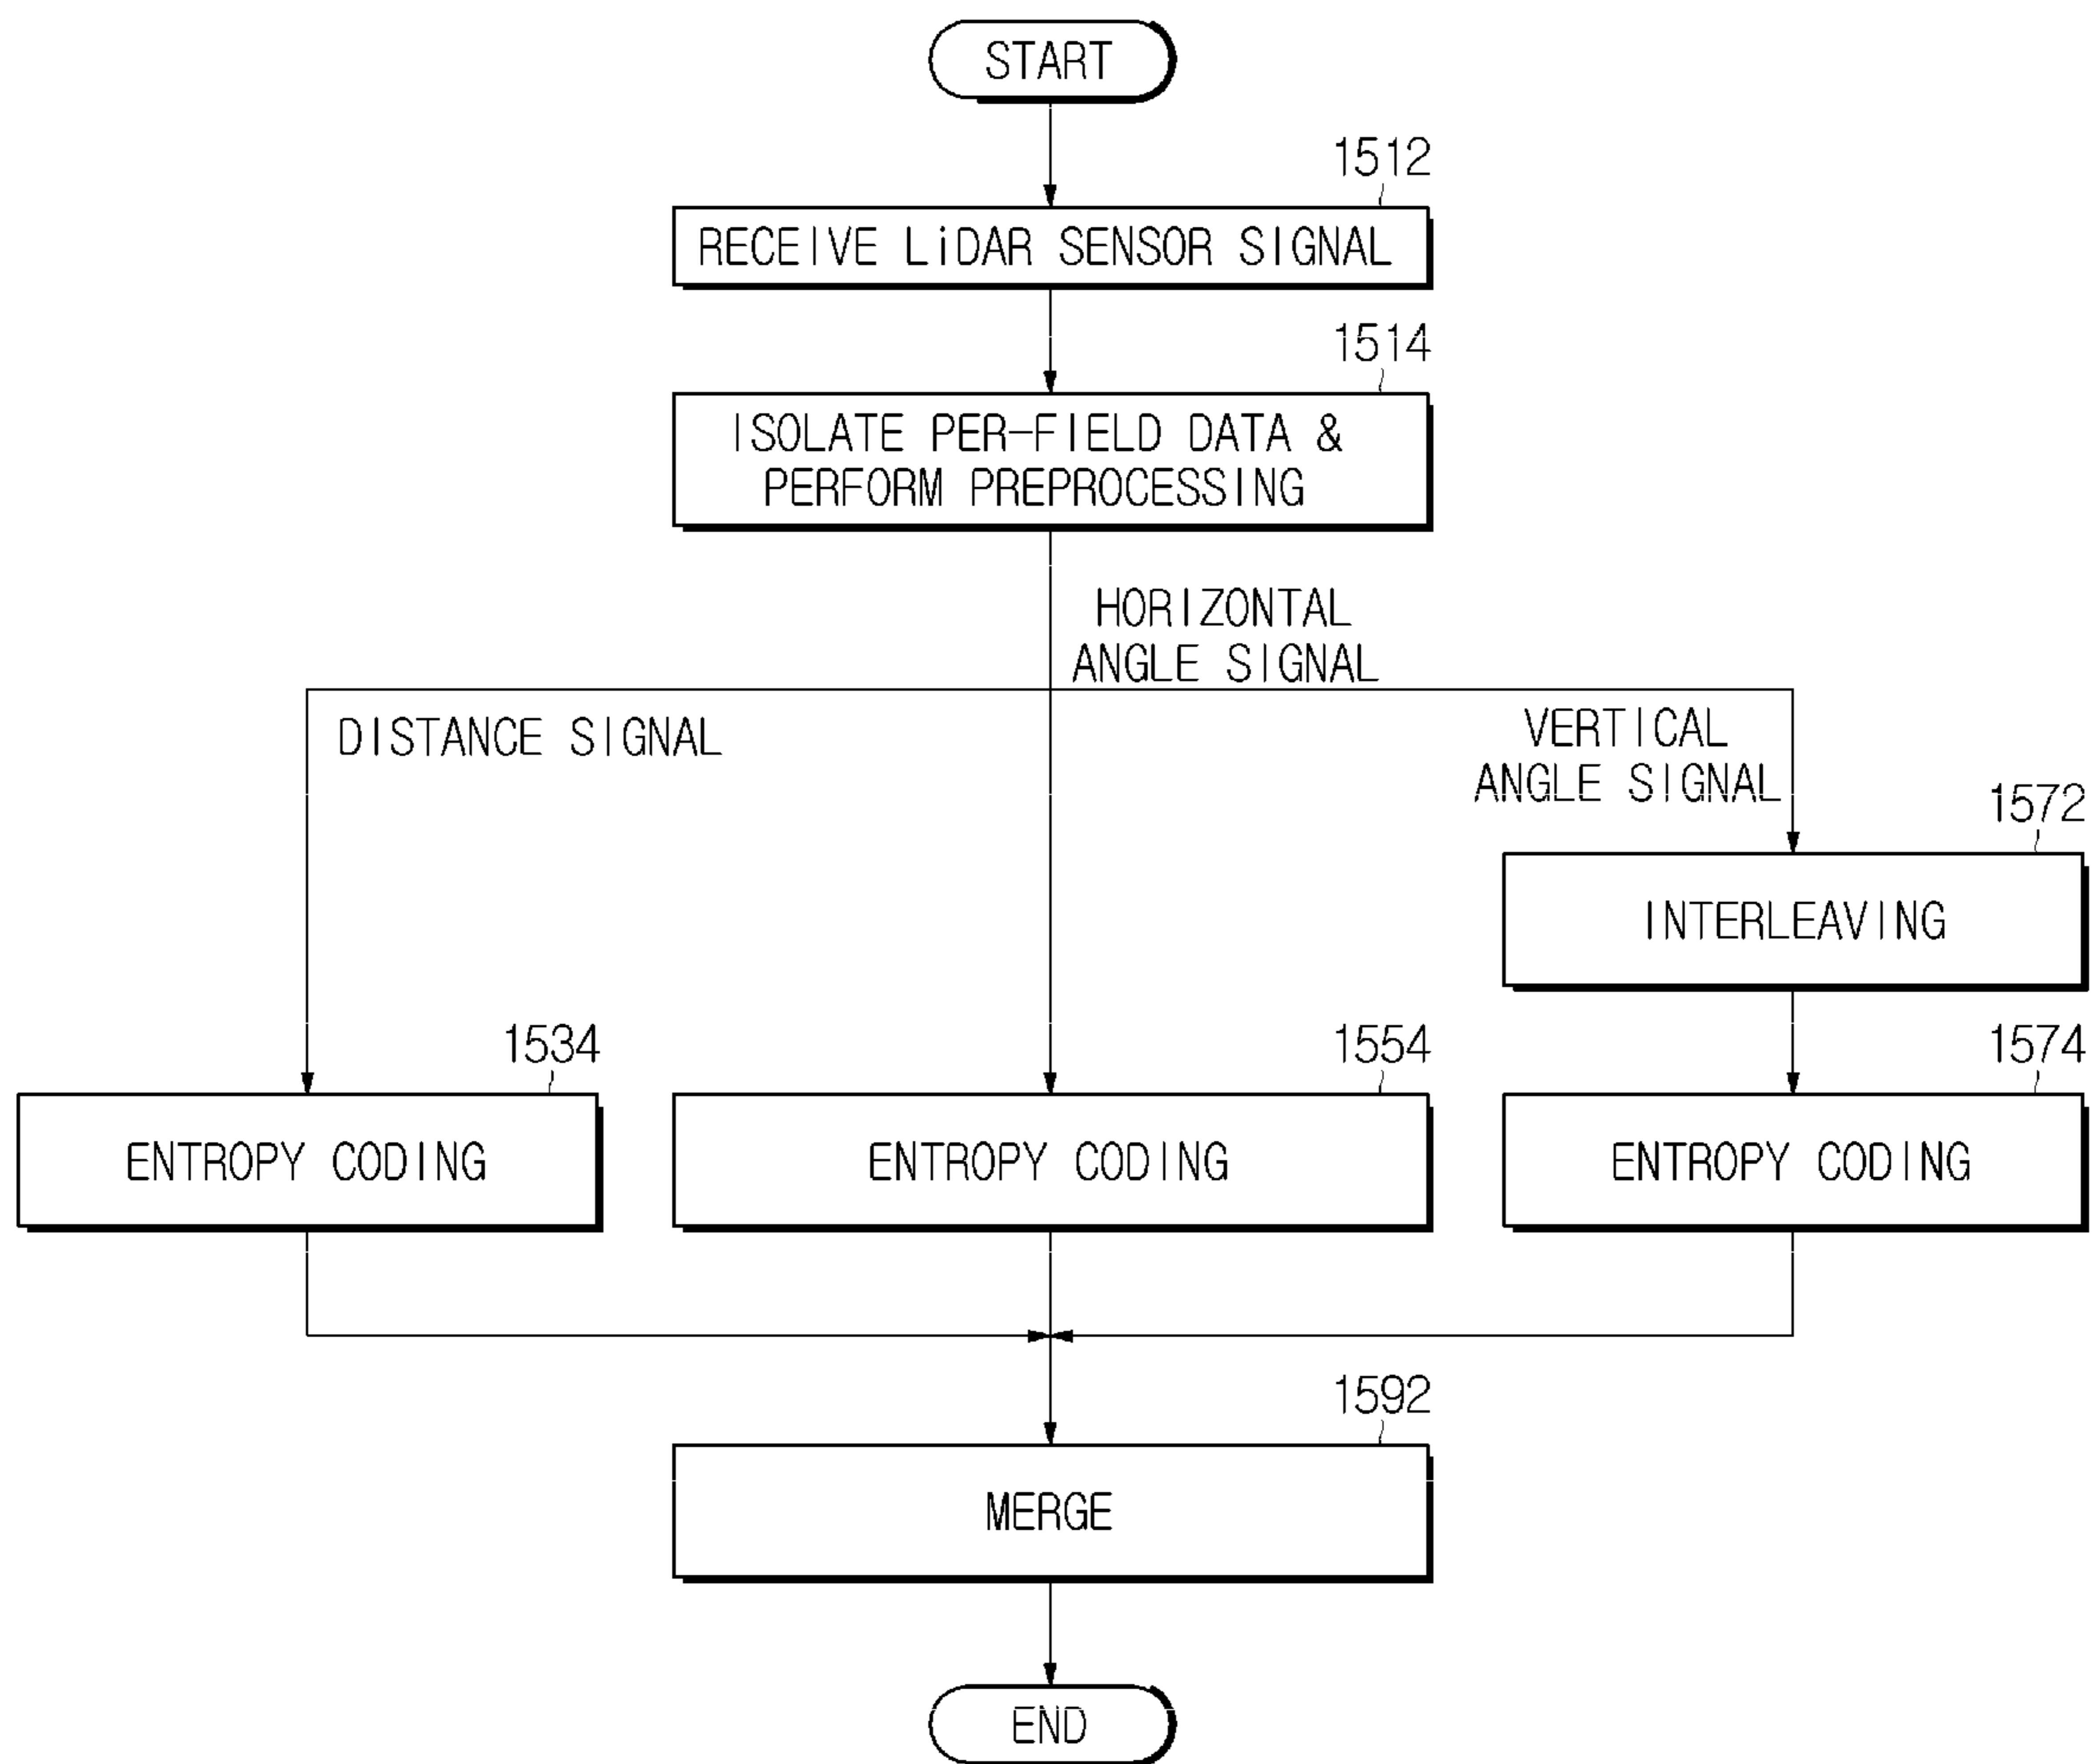 START
1512
RECEIVE LiDAR SENSOR SIGNAL
1514
ISOLATE PER-FIELD DATA &
PERFORM PREPROCESSING
HORIZONTAL
ANGLE SIGNAL
DISTANCE SIGNAL
VERTICAL
ANGLE SIGNAL
1572
INTERLEAVING
1534
ENTROPY CODING
1554
ENTROPY CODING
1574
ENTROPY CODING
1592
MERGE
END